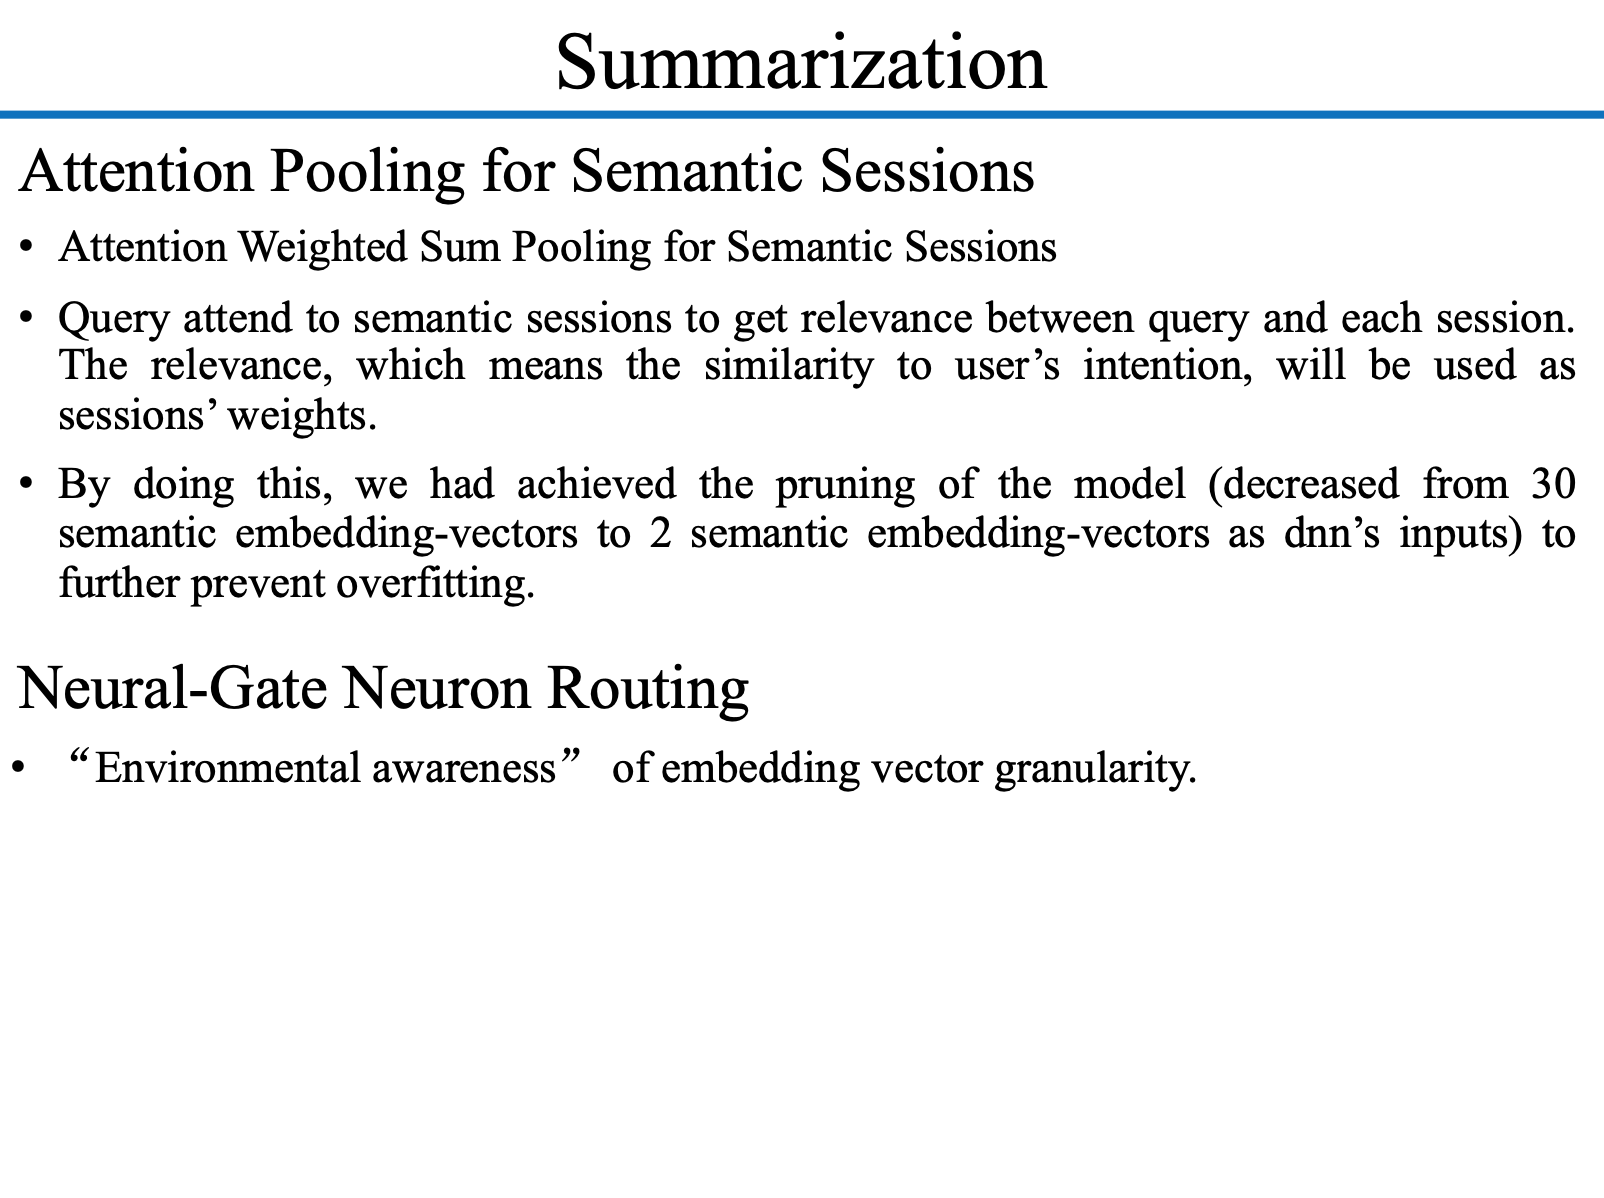 Summarization
Attention Pooling for Semantic Sessions
• Attention Weighted Sum Pooling for Semantic Sessions
• Query attend to semantic sessions to get relevance between query and each session.
The relevance, which means the similarity to user’s intention, will be used as
sessions’ weights.
• By doing this, we had achieved the pruning of the model (decreased from 30
semantic embedding-vectors to 2 semantic embedding-vectors as dnn’s inputs) to
further prevent overfitting.
Neural-Gate Neuron Routing
• “Environmental awareness” of embedding vector granularity.